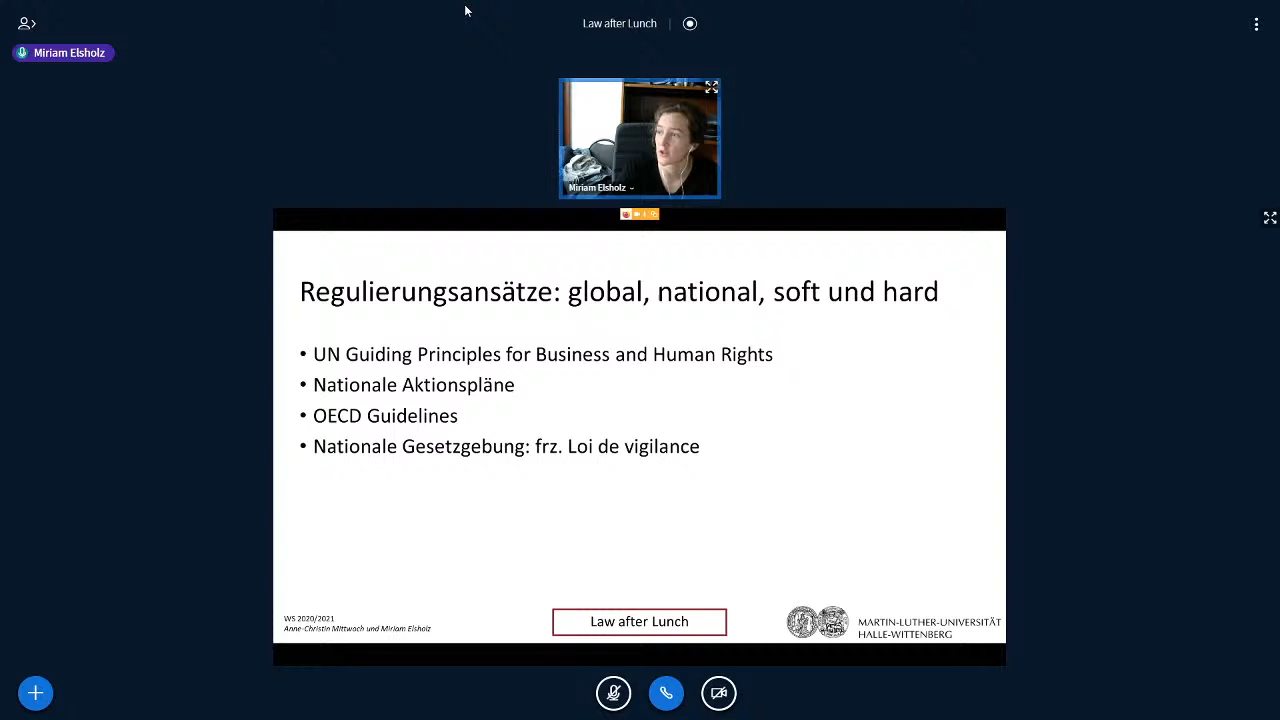 Law after Lunch
Miriam Elsholz
Miriam Elsholz
Regulierungsansätze: global, national, soft und hard
• UN Guiding Principles for Business and Human Rights
• Nationale Aktionspläne
• OECD Guidelines
• Nationale Gesetzgebung: frz. Loi de vigilance
WS 2020/2021
Anne-Christin Mittwoch und Miriam Elsholz
Law after Lunch
MARTIN-LUTHER-UNIVERSITÄT
HALLE-WITTENBERG